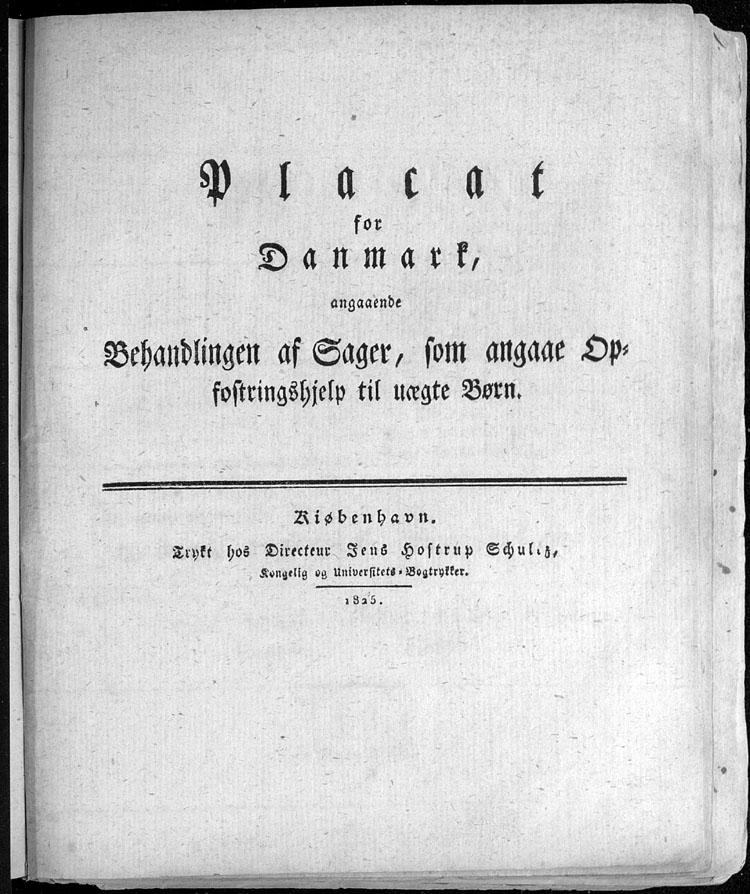 Placat
for
Danmark,
angaaende
Behandlingen af Sager, som angaae Op-
fostringshjelp til uægte Børn.
Kiøbenhavn.
Trykt hos Directeur Jens Hostrup Schultz,
Kongelig og Universitets-Bogtrykker.
1825.